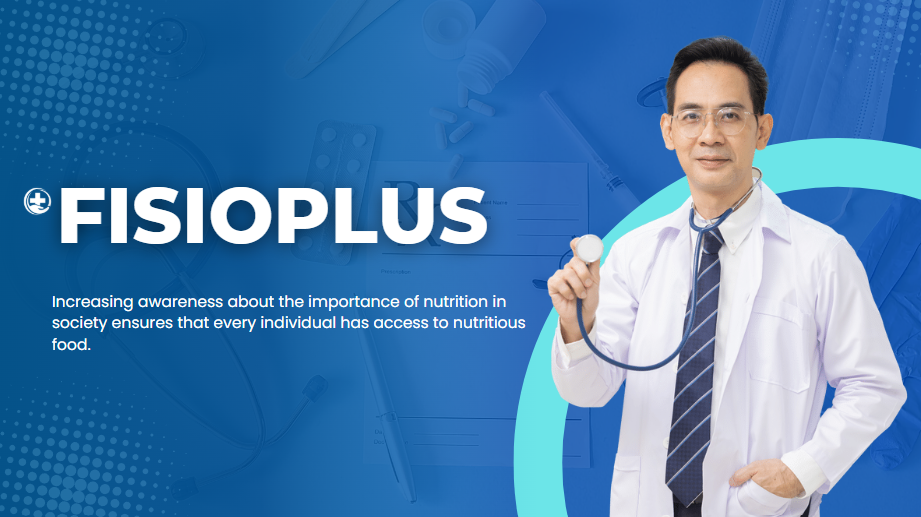 FISIOPLUS
Increasing awareness about the importance of nutrition in
society ensures that every individual has access to nutritious
food.